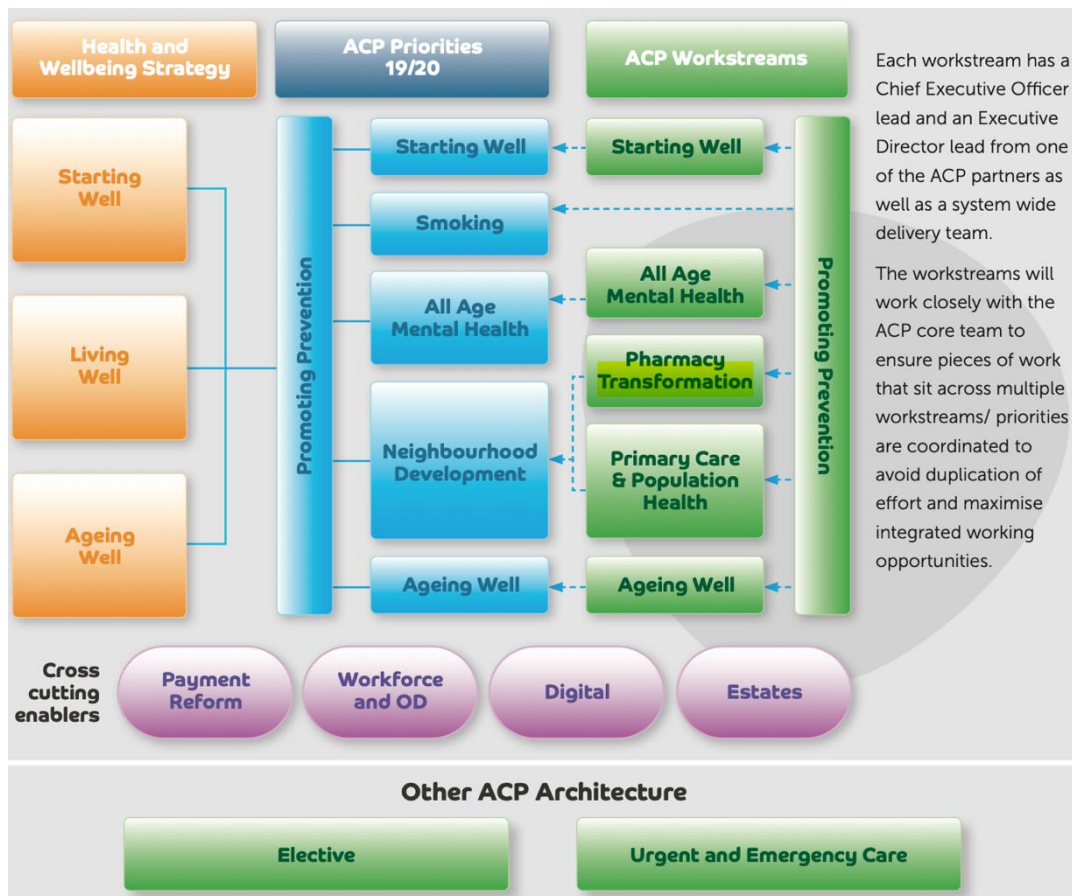 Health and
Wellbeing Strategy
ACP Priorities
19/20
ACP Workstreams
Starting
Well
Living
Well
Ageing
Well
Promoting Prevention
Starting Well
Smoking
All Age
Mental Health
Neighbourhood
Development
Ageing Well
Starting Well
All Age
Mental Health
Pharmacy
Transformation
Primary Care
& Population
Health
Ageing Well
Promoting Prevention
Each workstream has a
Chief Executive Officer
lead and an Executive
Director lead from one
of the ACP partners as
well as a system wide
delivery team.
The workstreams will
work closely with the
ACP core team to
ensure pieces of work
that sit across multiple
workstreams/ priorities
are coordinated to
avoid duplication of
effort and maximise
integrated working
opportunities.
Cross
cutting
enablers
Payment
Reform
Workforce
and OD
Digital
Estates
Other ACP Architecture
Elective
Urgent and Emergency Care